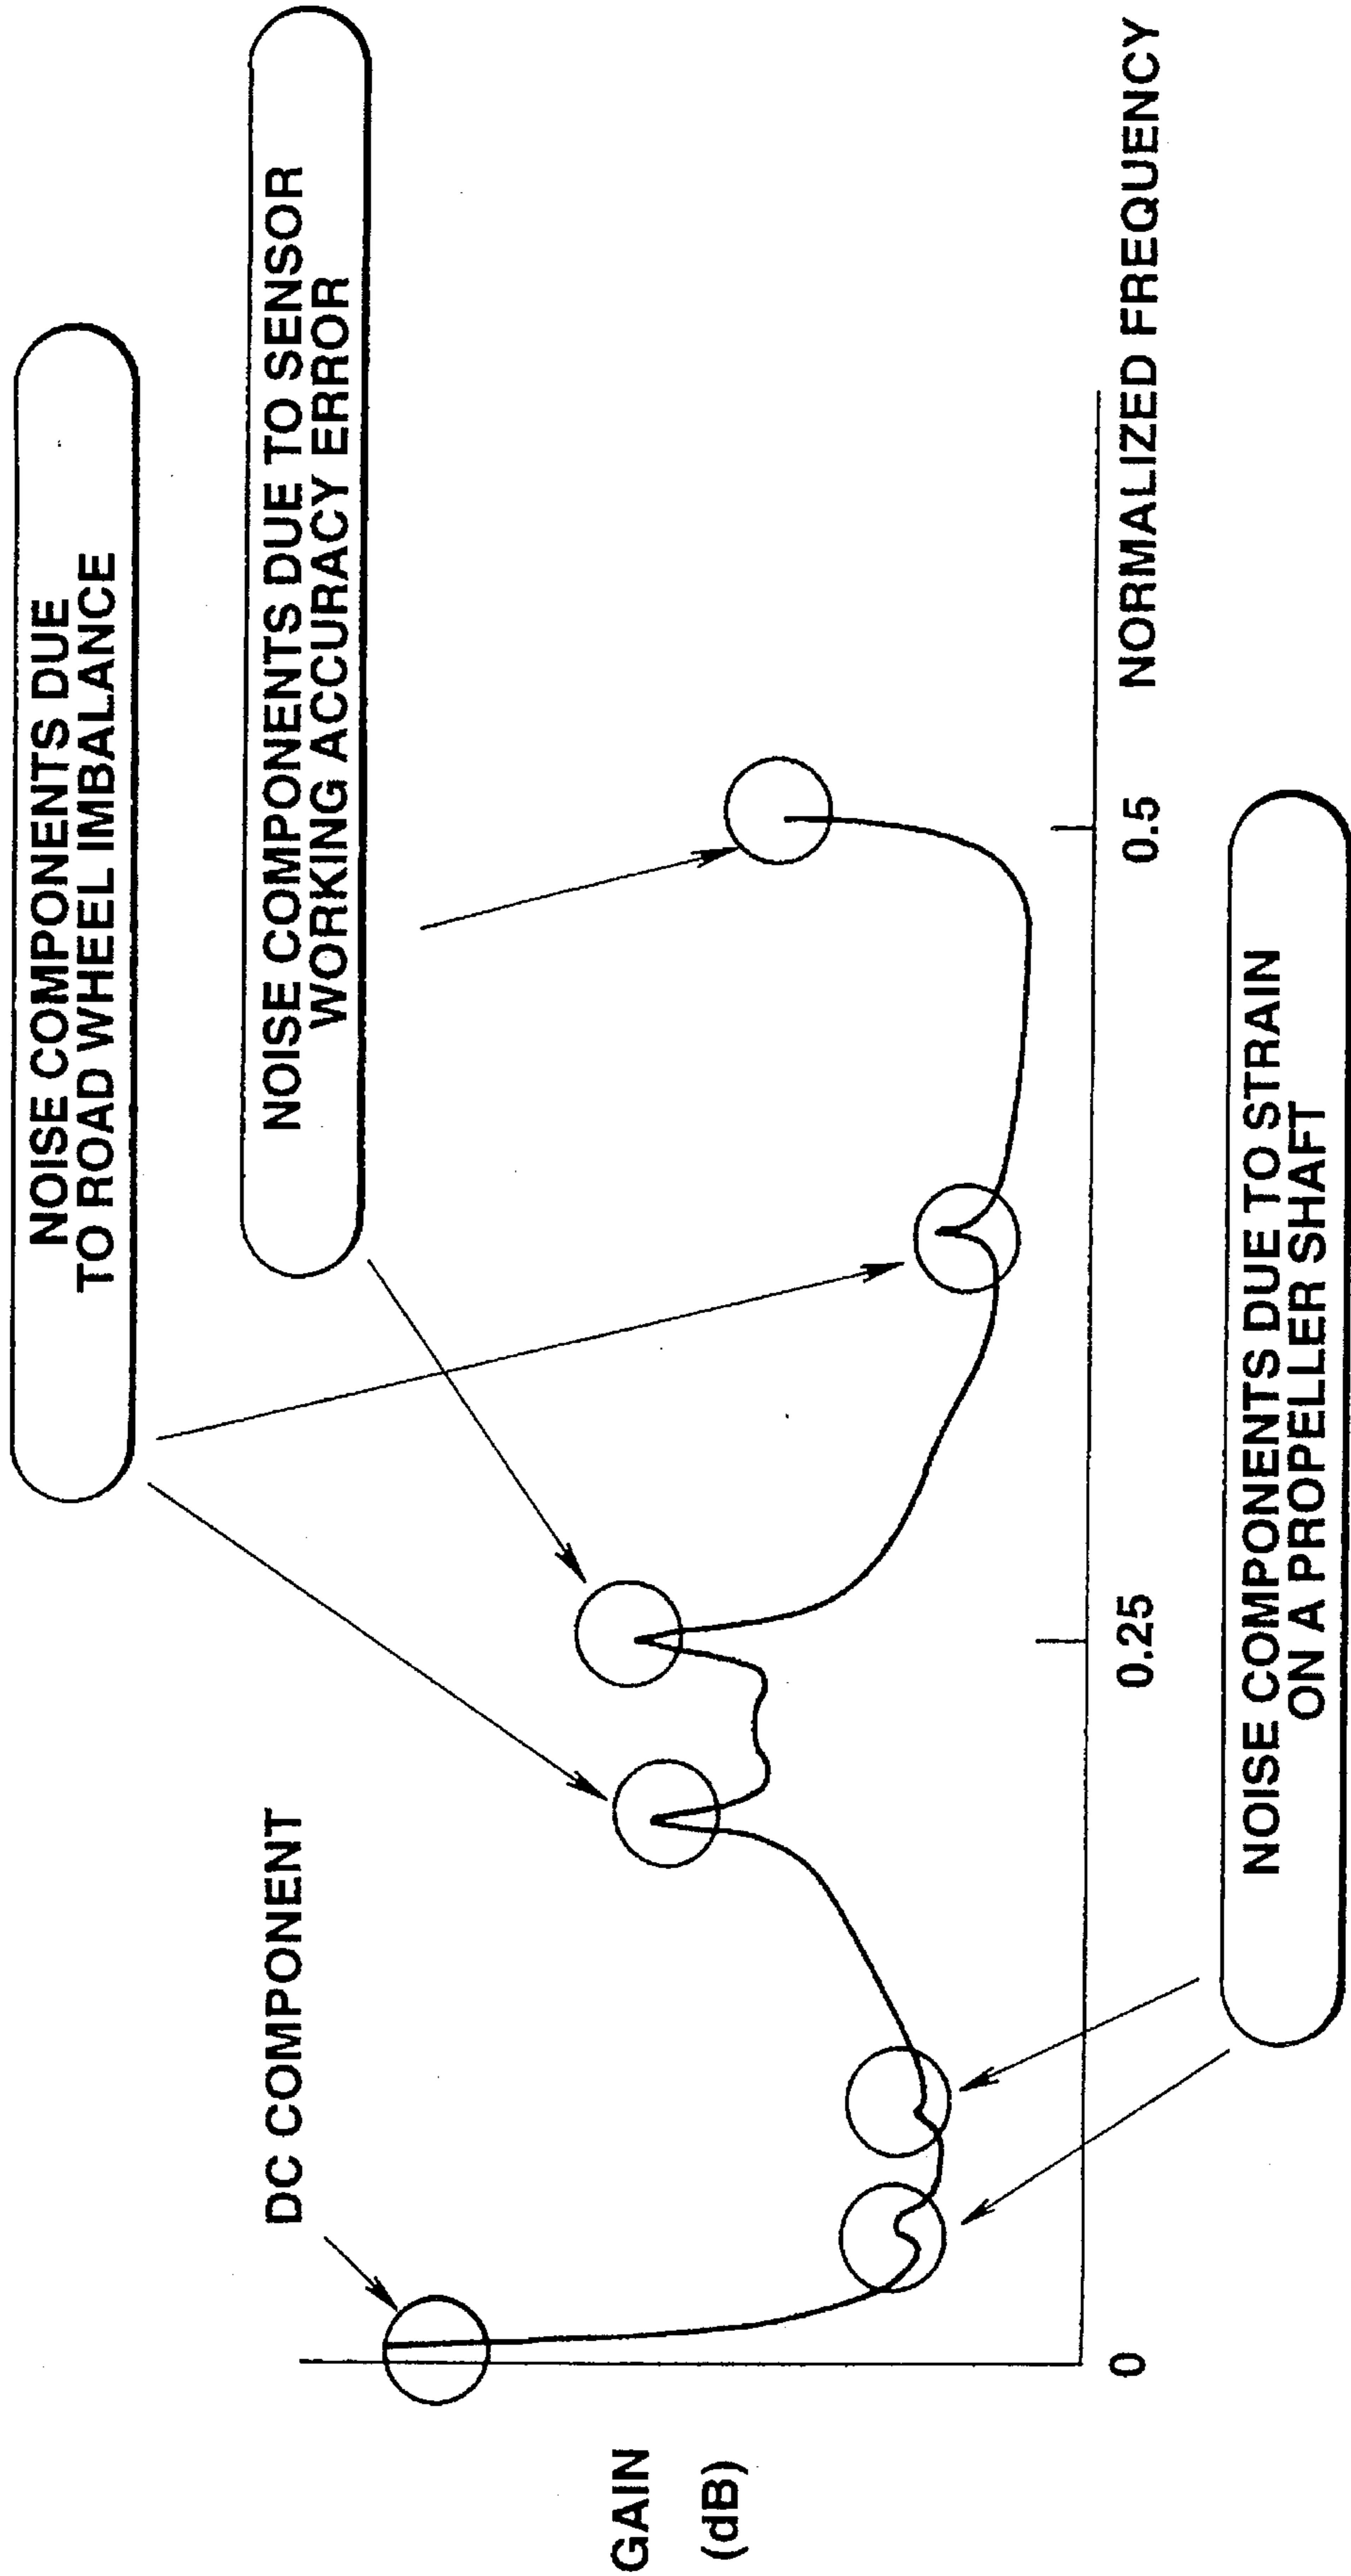 NOISE COMPONENTS DUE
TO ROAD WHEEL IMBALANCE
NOISE COMPONENTS DUE TO SENSOR
WORKING ACCURACY ERROR
DC COMPONENT
GAIN
(dB)
0
0.25
0.5
NORMALIZED FREQUENCY
NOISE COMPONENTS DUE TO STRAIN
ON A PROPELLER SHAFT